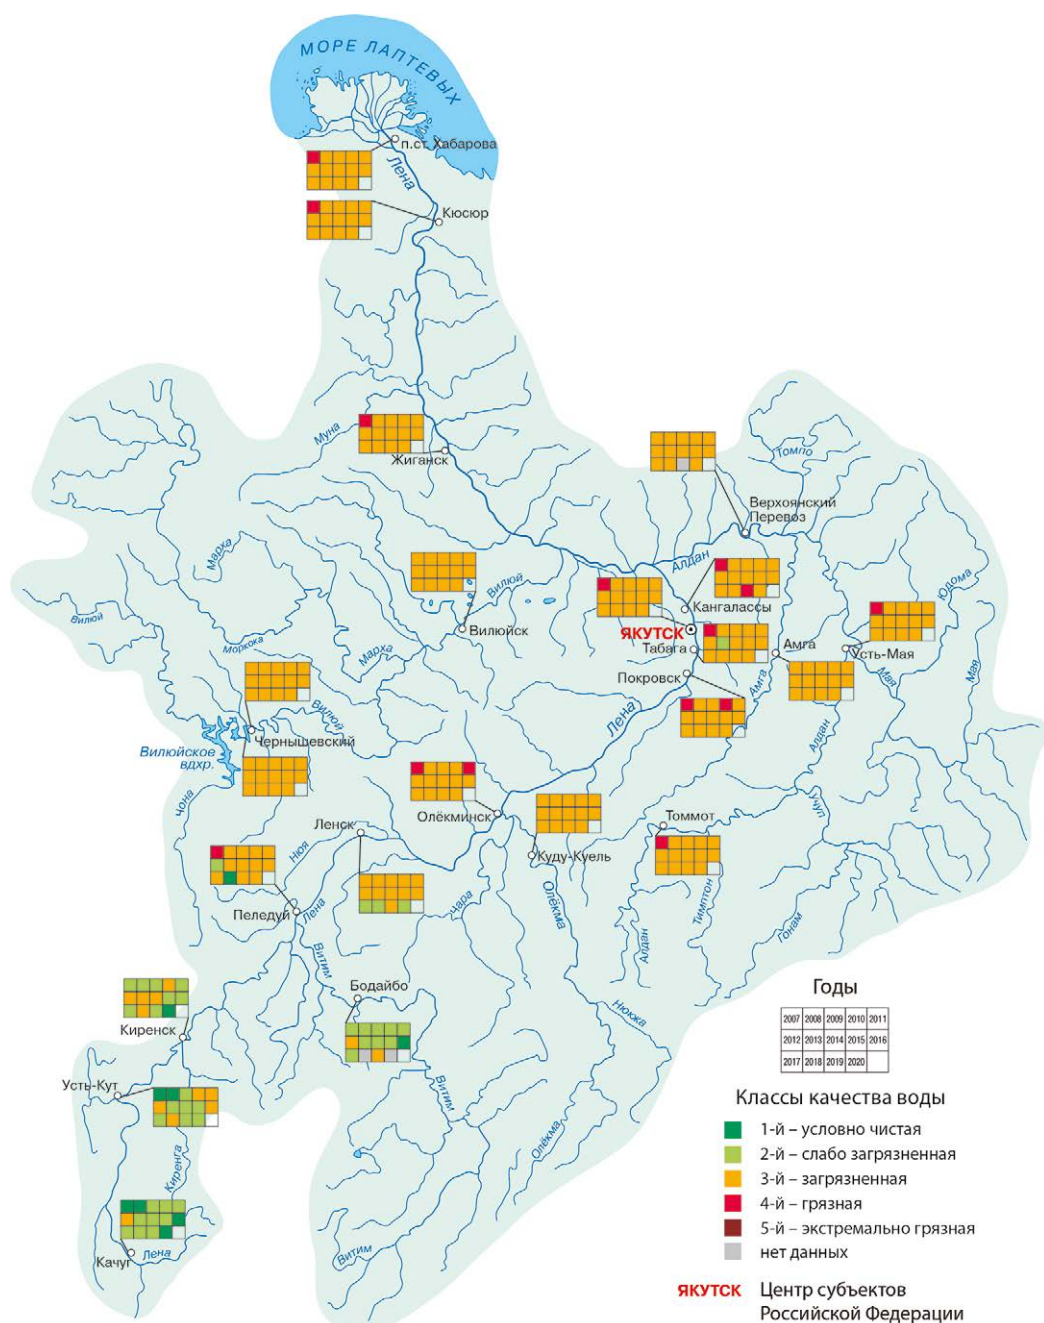 МОРЕ ЛАПТЕВЫХ
п.ст. Хабарова
Лена
Кюсюр
Муна
Жиганск
Томпо
Верхоянский
Перевоз
Марха
Алдан
Вилюй
Кангалассы
Юдома
Вилюй
Вилюйск
ЯКУТСК
Табага
Амга
Усть-Мая
Моркока
Марха
Покровск
Амга
Мая
Мая
Вилюй
Лена
Чернышевский
Алдан
Вилюйское
вдхр.
Чона
Олёкминск
Томмот
Учур
Ленск
Нюя
Куду-Куель
Чара
Олёкма
Тимптон
Пеледуй
Лена
Гонам
Алдан
Витим
Бодайбо
Нюкжа
Годы
2007 2008 2009 2010 2011
2012 2013 2014 2015 2016
2017 2018 2019 2020
Киренск
Усть-Кут
Витим
Олёкма
Киренга
Классы качества воды
1-й – условно чистая
2-й – слабо загрязненная
3-й – загрязненная
4-й – грязная
5-й – экстремально грязная
нет данных
Качуг
Лена
Витим
ЯКУТСК Центр субъектов
Российской Федерации